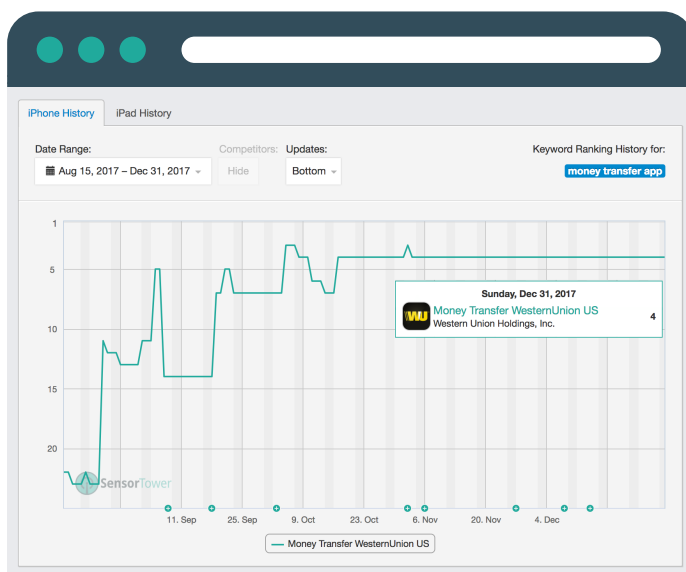 iPhone History iPad History
Date Range: Competitors: Updates: Keyword Ranking History for:
Aug 15, 2017 – Dec 31, 2017 Hide Bottom money transfer app
1
5
10
15
20
Sunday, Dec 31, 2017
WU Money Transfer WesternUnion US 4
Western Union Holdings, Inc.
SensorTower
11. Sep 25. Sep 9. Oct 23. Oct 6. Nov 20. Nov 4. Dec
Money Transfer WesternUnion US